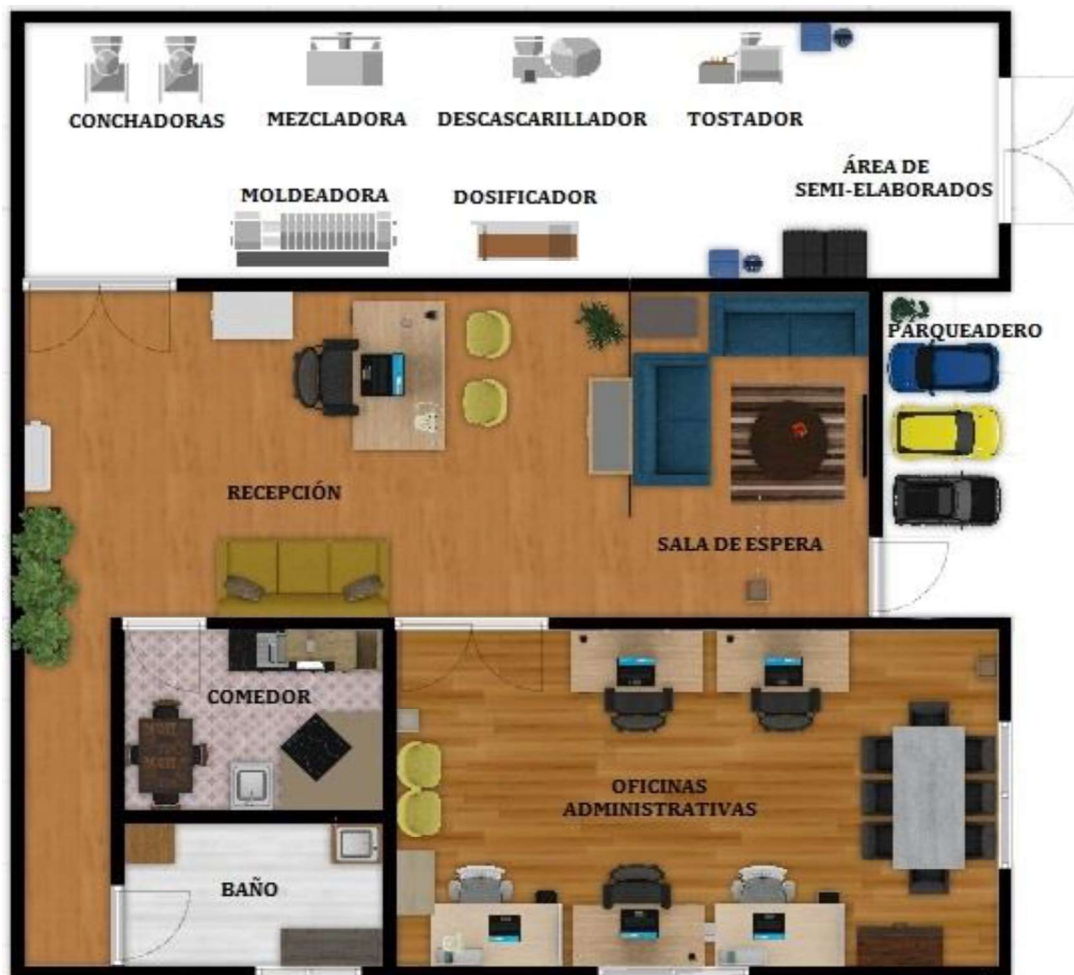 CONCHADORAS
MEZCLADORA
DESCASCARILLADOR
TOSTADOR
ÁREA DE
SEMI-ELABORADOS
MOLDEADORA
DOSIFICADOR
PARQUEADERO
RECEPCIÓN
SALA DE ESPERA
COMEDOR
OFICINAS
ADMINISTRATIVAS
BAÑO